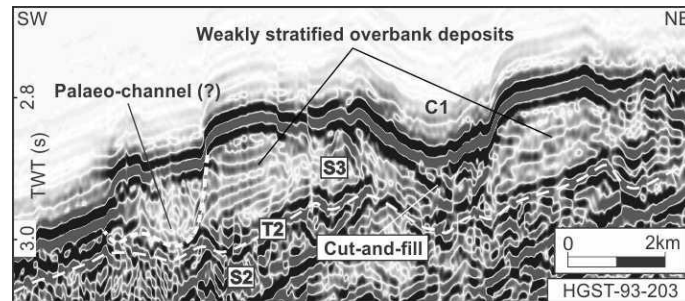 SW
NE
Weakly stratified overbank deposits
2.8
Palaeo-channel (?)
C1
TWT (s)
S3
T2
3.0
Cut-and-fill
S2
0 2km
HGST-93-203